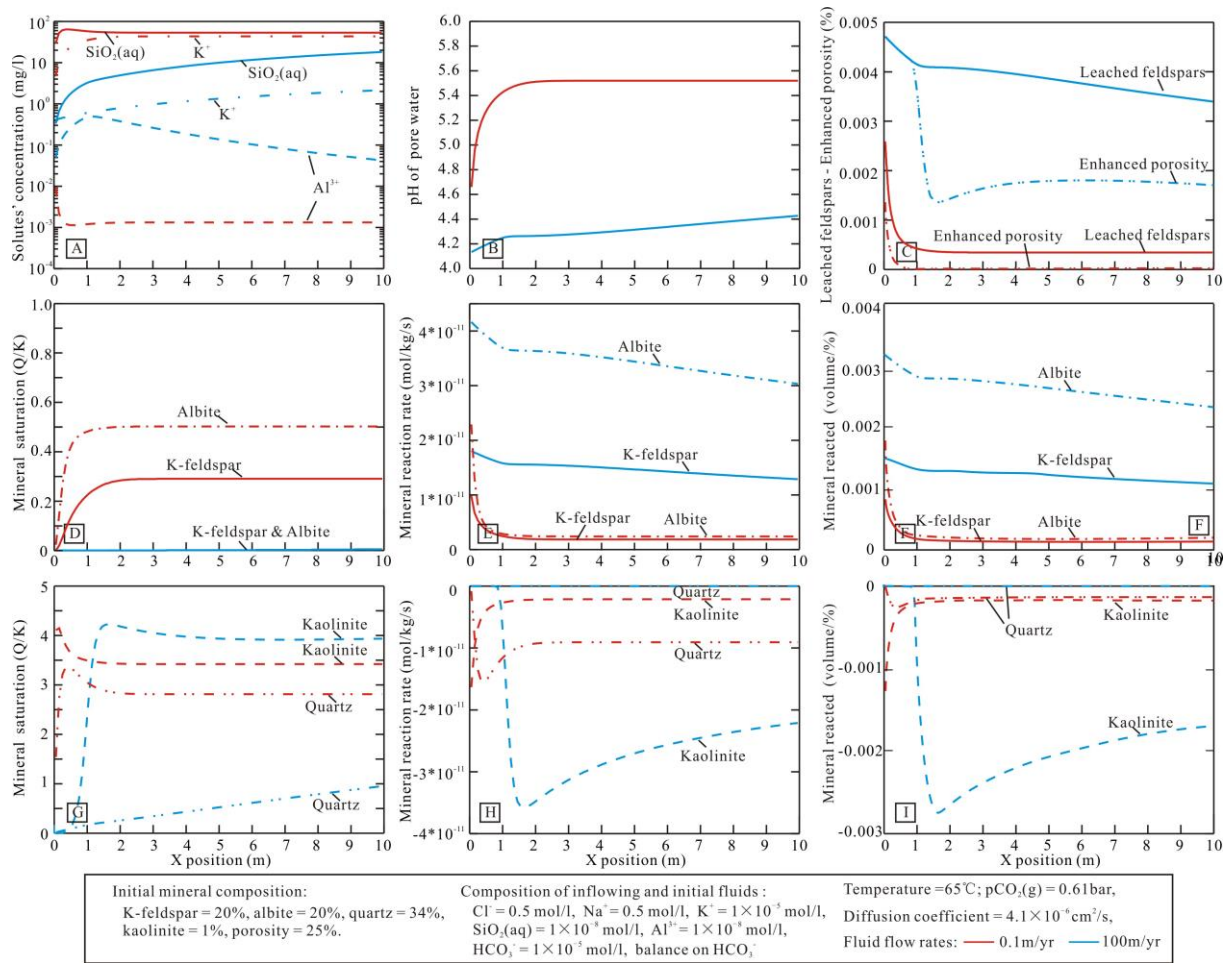 Solutes' concentration (mg/l)
10²
10
10⁰
10⁻¹
10⁻²
10⁻³
10⁻⁴
SiO₂(aq)
K⁺
SiO₂(aq)
K⁺
Al³⁺
A
0 1 2 3 4 5 6 7 8 9 10
pH of pore water
6.0
5.8
5.6
5.4
5.2
5.0
4.8
4.6
4.4
4.2
4.0
B
0 1 2 3 4 5 6 7 8 9 10
Leached feldspars - Enhanced porosity (%)
0.005
0.004
0.003
0.002
0.001
0
Leached feldspars
Enhanced porosity
Enhanced porosity
Leached feldspars
C
0 1 2 3 4 5 6 7 8 9 10
Mineral saturation (Q/K)
1.0
0.8
0.6
0.4
0.2
0
Albite
K-feldspar
K-feldspar & Albite
D
0 1 2 3 4 5 6 7 8 9 10
Mineral reaction rate (mol/kg/s)
4*10⁻¹¹
3*10⁻¹¹
2*10⁻¹¹
1*10⁻¹¹
0
Albite
K-feldspar
K-feldspar
Albite
E
0 1 2 3 4 5 6 7 8 9 10
Mineral reacted (volume/%)
0.004
0.003
0.002
0.001
0
Albite
K-feldspar
K-feldspar
Albite
F
F
0 1 2 3 4 5 6 7 8 9 10
10
Mineral saturation (Q/K)
5
4
3
2
1
0
Kaolinite
Kaolinite
Quartz
Quartz
G
0 1 2 3 4 5 6 7 8 9 10
X position (m)
Mineral reaction rate (mol/kg/s)
0
-1*10⁻¹¹
-2*10⁻¹¹
-3*10⁻¹¹
-4*10⁻¹¹
Quartz
Kaolinite
Quartz
Kaolinite
H
0 1 2 3 4 5 6 7 8 9 10
X position (m)
Mineral reacted (volume/%)
0
-0.001
-0.002
-0.003
Quartz
Kaolinite
Kaolinite
I
0 1 2 3 4 5 6 7 8 9 10
X position (m)
Initial mineral composition:
K-feldspar = 20%, albite = 20%, quartz = 34%,
kaolinite = 1%, porosity = 25%.
Composition of inflowing and initial fluids :
Cl⁻ = 0.5 mol/l, Na⁺ = 0.5 mol/l, K⁺ = 1×10⁻⁵ mol/l,
SiO₂(aq) = 1×10⁻⁸ mol/l, Al³⁺ = 1×10⁻⁸ mol/l,
HCO₃⁻ = 1×10⁻⁵ mol/l, balance on HCO₃⁻
Temperature =65℃; pCO₂(g) = 0.61bar,
Diffusion coefficient = 4.1×10⁻⁶ cm²/s,
Fluid flow rates: 0.1m/yr 100m/yr